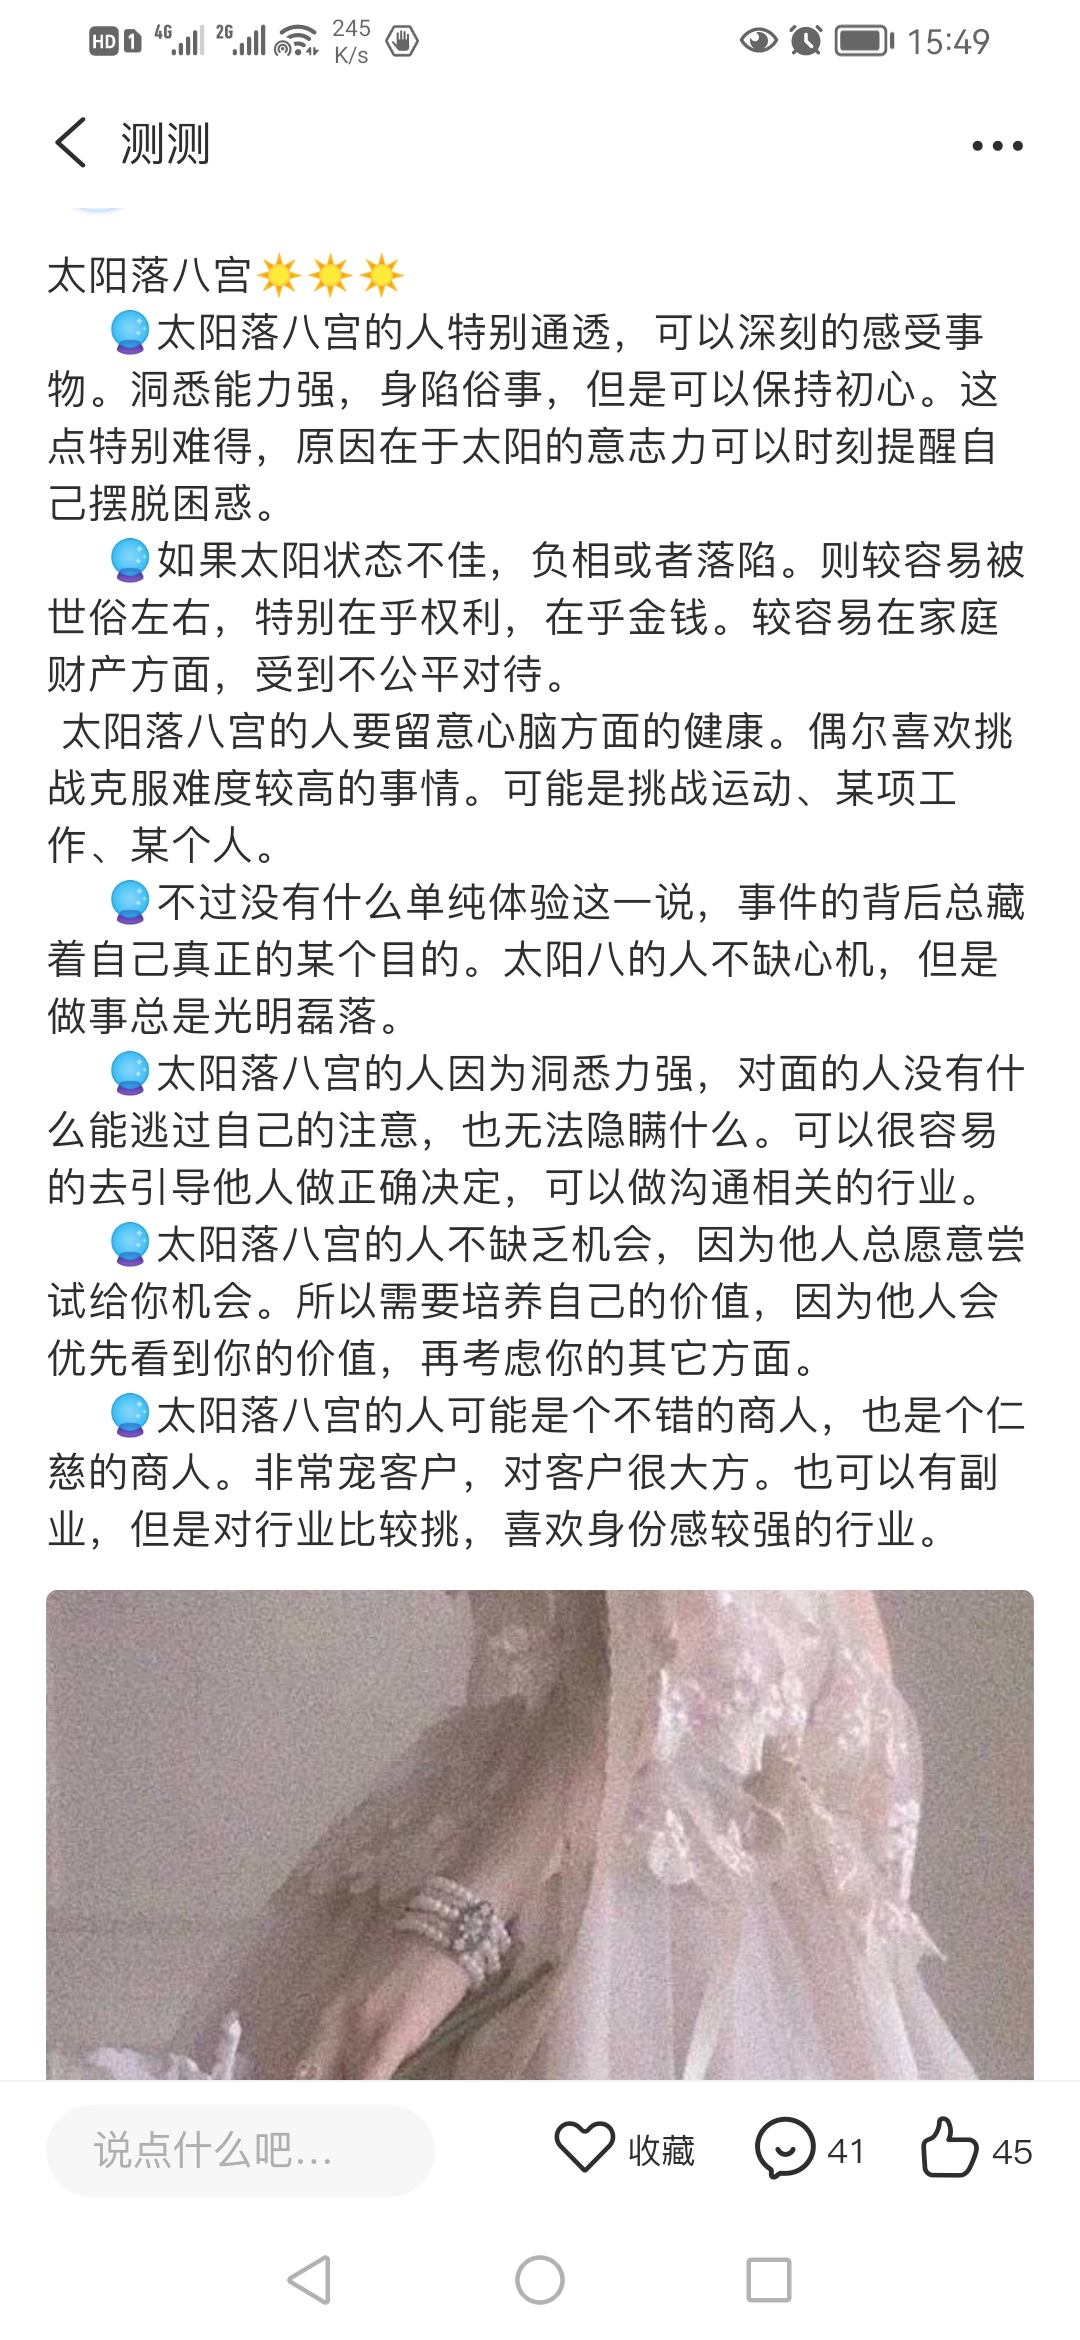 HD 1 4G 2G 245 K/s 15:49
测测
太阳落八宫☀️☀️☀️
🔮太阳落八宫的人特别通透，可以深刻的感受事
物。洞悉能力强，身陷俗事，但是可以保持初心。这
点特别难得，原因在于太阳的意志力可以时刻提醒自
己摆脱困惑。
🔮如果太阳状态不佳，负相或者落陷。则较容易被
世俗左右，特别在乎权利，在乎金钱。较容易在家庭
财产方面，受到不公平对待。
太阳落八宫的人要留意心脑方面的健康。偶尔喜欢挑
战克服难度较高的事情。可能是挑战运动、某项工
作、某个人。
🔮不过没有什么单纯体验这一说，事件的背后总藏
着自己真正的某个目的。太阳八的人不缺心机，但是
做事总是光明磊落。
🔮太阳落八宫的人因为洞悉力强，对面的人没有什
么能逃过自己的注意，也无法隐瞒什么。可以很容易
的去引导他人做正确决定，可以做沟通相关的行业。
🔮太阳落八宫的人不缺乏机会，因为他人总愿意尝
试给你机会。所以需要培养自己的价值，因为他人会
优先看到你的价值，再考虑你的其它方面。
🔮太阳落八宫的人可能是个不错的商人，也是个仁
慈的商人。非常宠客户，对客户很大方。也可以有副
业，但是对行业比较挑，喜欢身份感较强的行业。
说点什么吧... 收藏 41 45